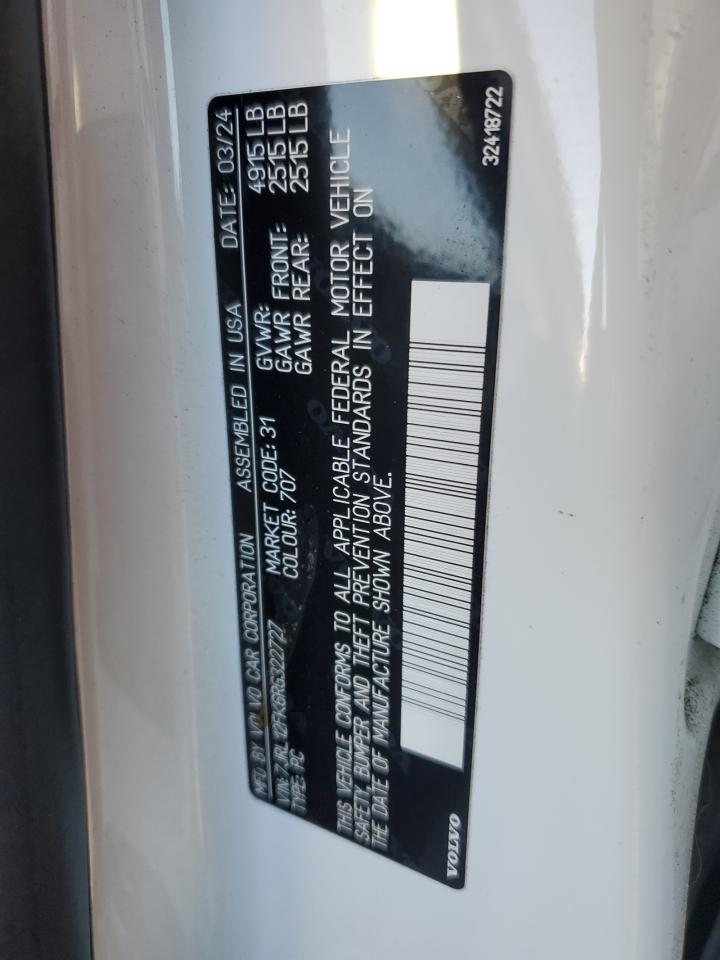 MFG BY VOLVO CAR CORPORATION ASSEMBLED IN USA DATE: 03/24
VIN:
TYPE: PC
MARKET CODE: 31
COLOUR: 707
GVWR: 4915 LB
GAWR FRONT: 2515 LB
GAWR REAR: 2515 LB
THIS VEHICLE CONFORMS TO ALL APPLICABLE FEDERAL MOTOR VEHICLE
SAFETY, BUMPER AND THEFT PREVENTION STANDARDS IN EFFECT ON
THE DATE OF MANUFACTURE SHOWN ABOVE.
VOLVO
32418722